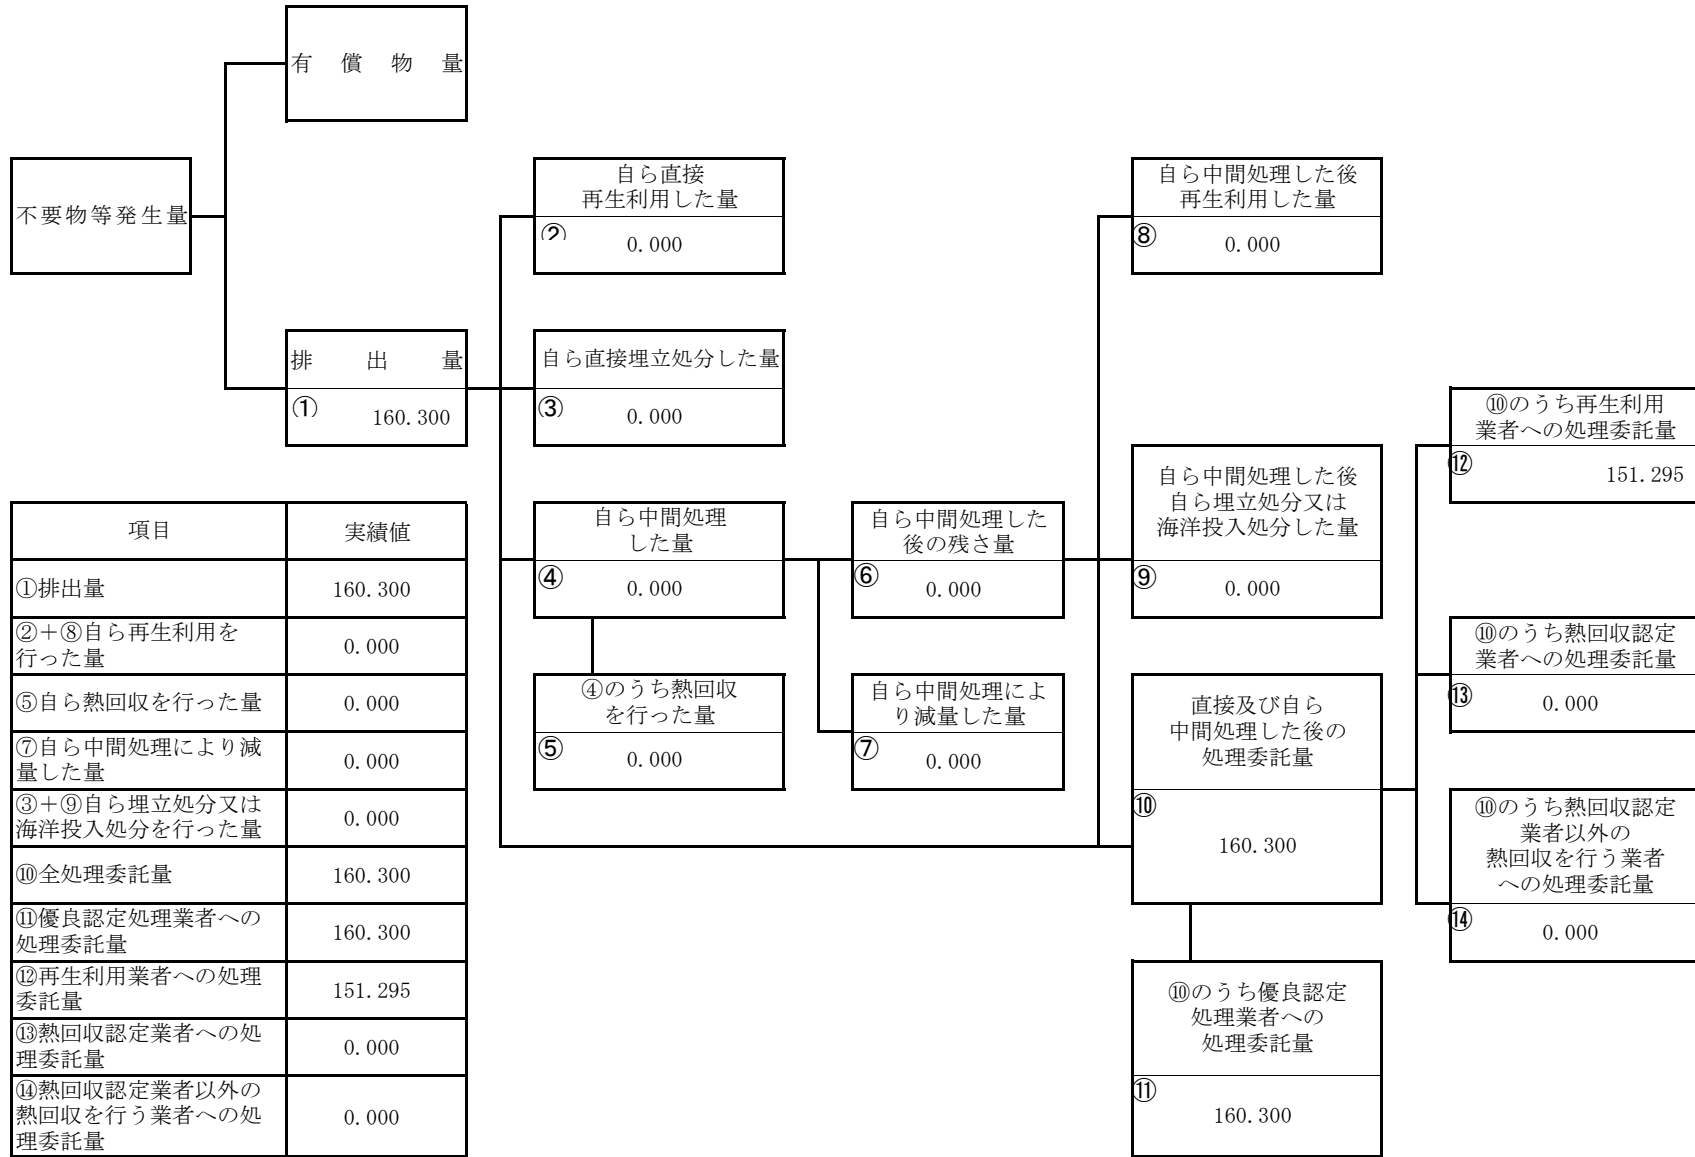 有償物量
不要物等発生量
自ら直接
再生利用した量
② 0.000
自ら中間処理した後
再生利用した量
⑧ 0.000
排出量
① 160.300
自ら直接埋立処分した量
③ 0.000
⑩のうち再生利用
業者への処理委託量
⑫ 151.295
自ら中間処理
した量
④ 0.000
自ら中間処理した
後の残さ量
⑥ 0.000
自ら中間処理した後
自ら埋立処分又は
海洋投入処分した量
⑨ 0.000
⑩のうち熱回収認定
業者への処理委託量
⑬ 0.000
④のうち熱回収
を行った量
⑤ 0.000
自ら中間処理によ
り減量した量
⑦ 0.000
直接及び自ら
中間処理した後の
処理委託量
⑩
160.300
⑩のうち熱回収認定
業者以外の
熱回収を行う業者
への処理委託量
⑭ 0.000
⑩のうち優良認定
処理業者への
処理委託量
⑪
160.300
項目 実績値
①排出量 160.300
②+⑧自ら再生利用を
行った量 0.000
⑤自ら熱回収を行った量 0.000
⑦自ら中間処理により減
量した量 0.000
③+⑨自ら埋立処分又は
海洋投入処分を行った量 0.000
⑩全処理委託量 160.300
⑪優良認定処理業者への
処理委託量 160.300
⑫再生利用業者への処理
委託量 151.295
⑬熱回収認定業者への処
理委託量 0.000
⑭熱回収認定業者以外の
熱回収を行う業者への処
理委託量 0.000